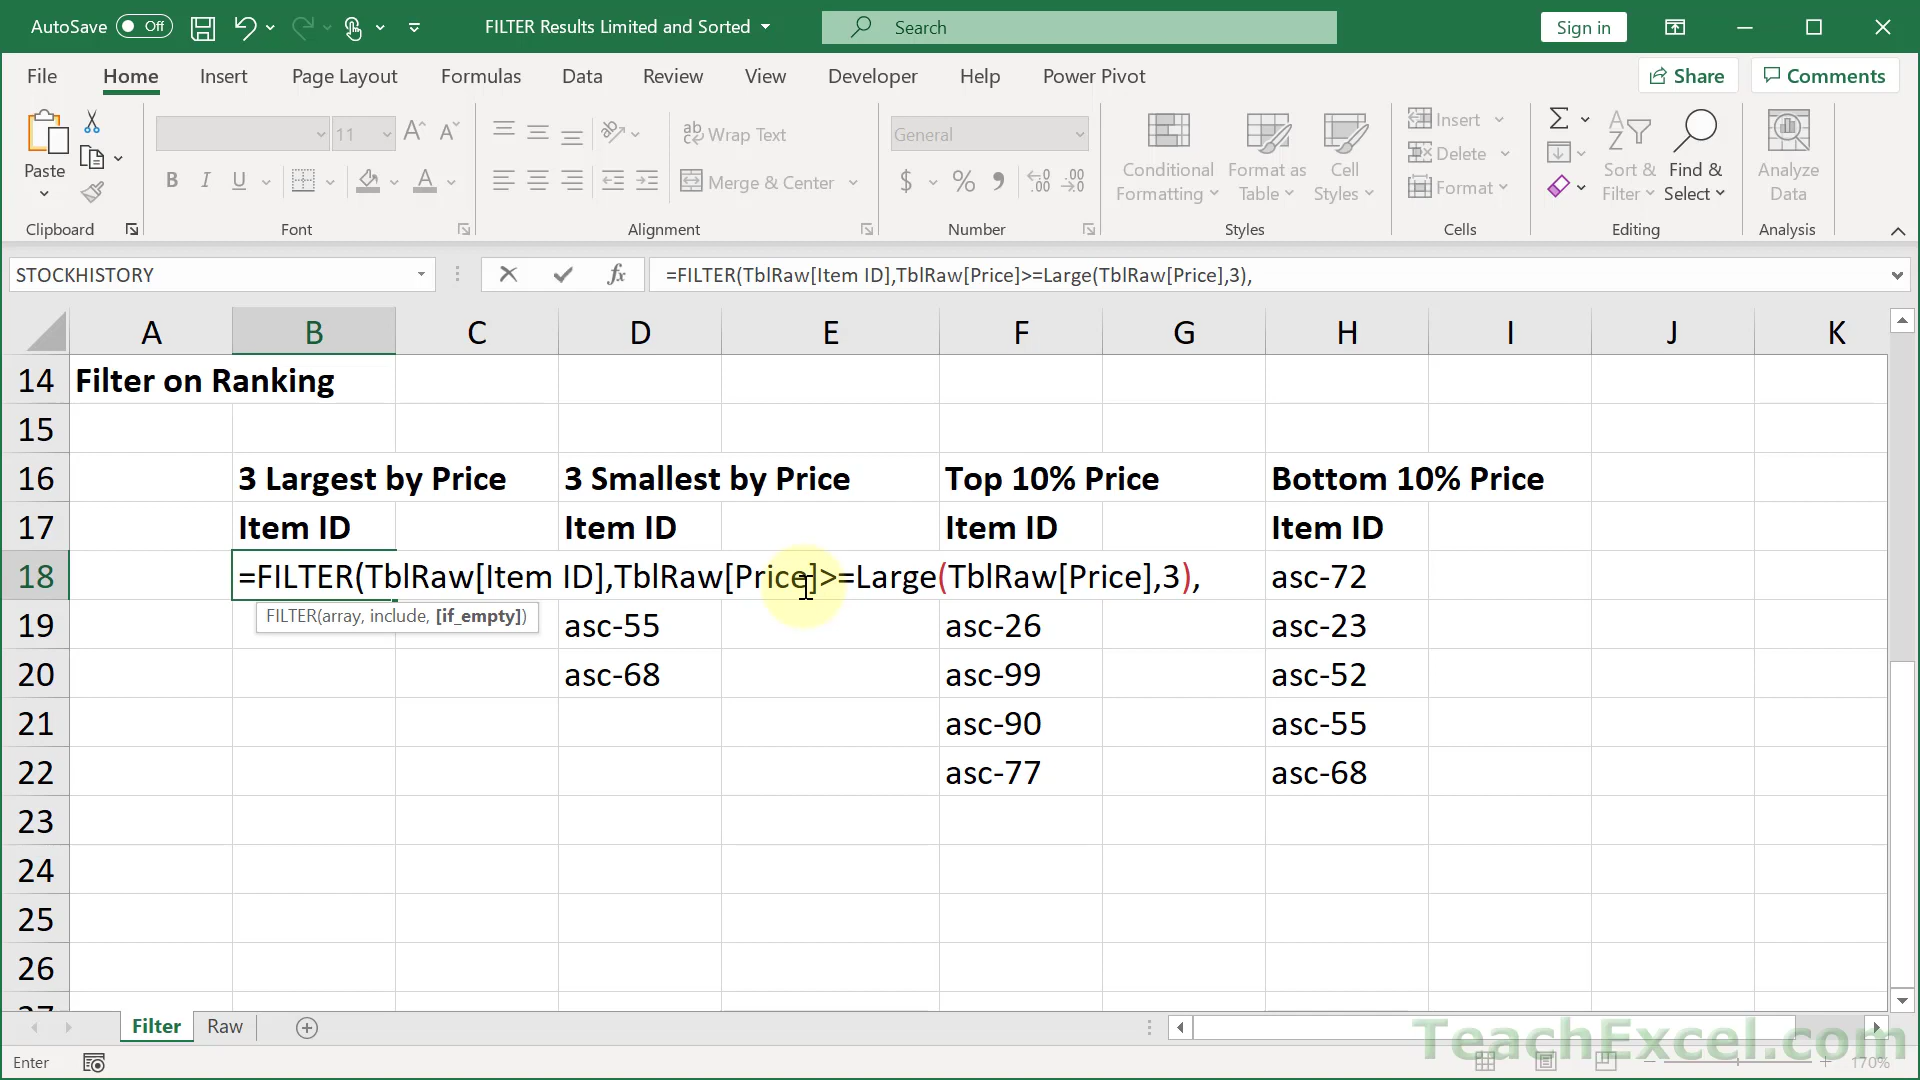 AutoSave Off FILTER Results Limited and Sorted Search Sign in
File Home Insert Page Layout Formulas Data Review View Developer Help Power Pivot Share Comments
Paste
11
Wrap Text
General
B I U
Merge & Center
$ % 9
Conditional Formatting
Format as Table
Cell Styles
Insert
Delete
Format
Sort & Filter
Find & Select
Analyze Data
Clipboard Font Alignment Number Styles Cells Editing Analysis
STOCKHISTORY fx =FILTER(TblRaw[Item ID],TblRaw[Price]>=Large(TblRaw[Price],3),
A B C D E F G H I J K
14 Filter on Ranking
15
16 3 Largest by Price 3 Smallest by Price Top 10% Price Bottom 10% Price
17 Item ID Item ID Item ID Item ID
18 =FILTER(TblRaw[Item ID],TblRaw[Price]>=Large(TblRaw[Price],3), asc-72
FILTER(array, include, [if_empty])
19 asc-55 asc-26 asc-23
20 asc-68 asc-99 asc-52
21 asc-90 asc-55
22 asc-77 asc-68
23
24
25
26
Filter Raw
TeachExcel.com
Enter 170%